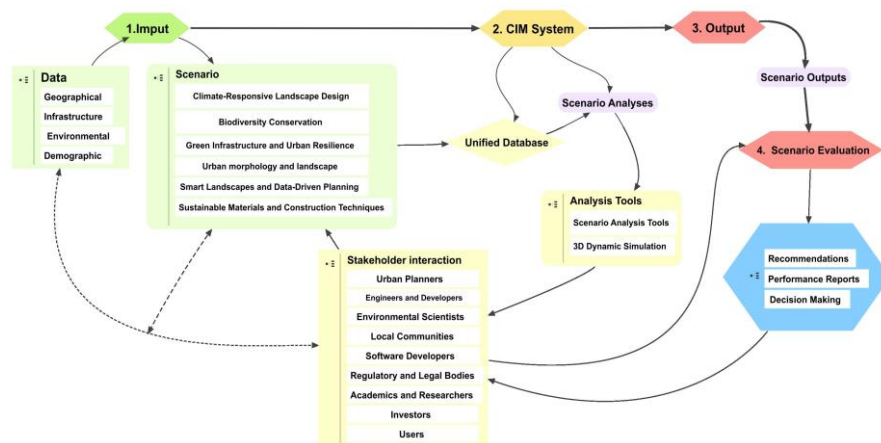 1.Imput
2. CIM System
3. Output
Data
Geographical
Infrastructure
Environmental
Demographic
Scenario
Climate-Responsive Landscape Design
Biodiversity Conservation
Green Infrastructure and Urban Resilience
Urban morphology and landscape
Smart Landscapes and Data-Driven Planning
Sustainable Materials and Construction Techniques
Unified Database
Scenario Analyses
Scenario Outputs
4. Scenario Evaluation
Analysis Tools
Scenario Analysis Tools
3D Dynamic Simulation
Stakeholder interaction
Urban Planners
Engineers and Developers
Environmental Scientists
Local Communities
Software Developers
Regulatory and Legal Bodies
Academics and Researchers
Investors
Users
Recommendations
Performance Reports
Decision Making